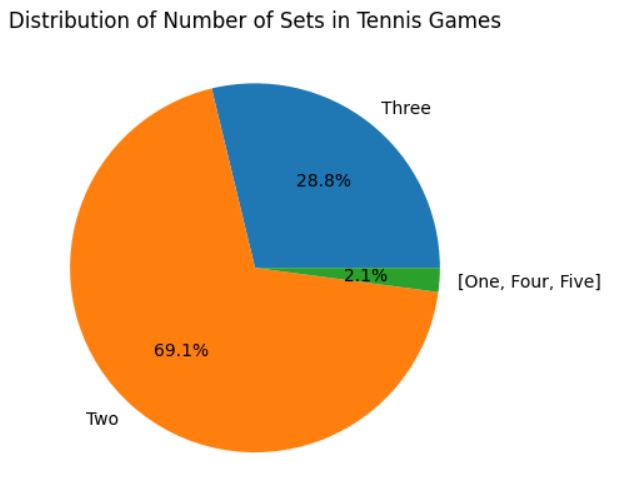 Distribution of Number of Sets in Tennis Games
Three
28.8%
2.1%
[One, Four, Five]
69.1%
Two